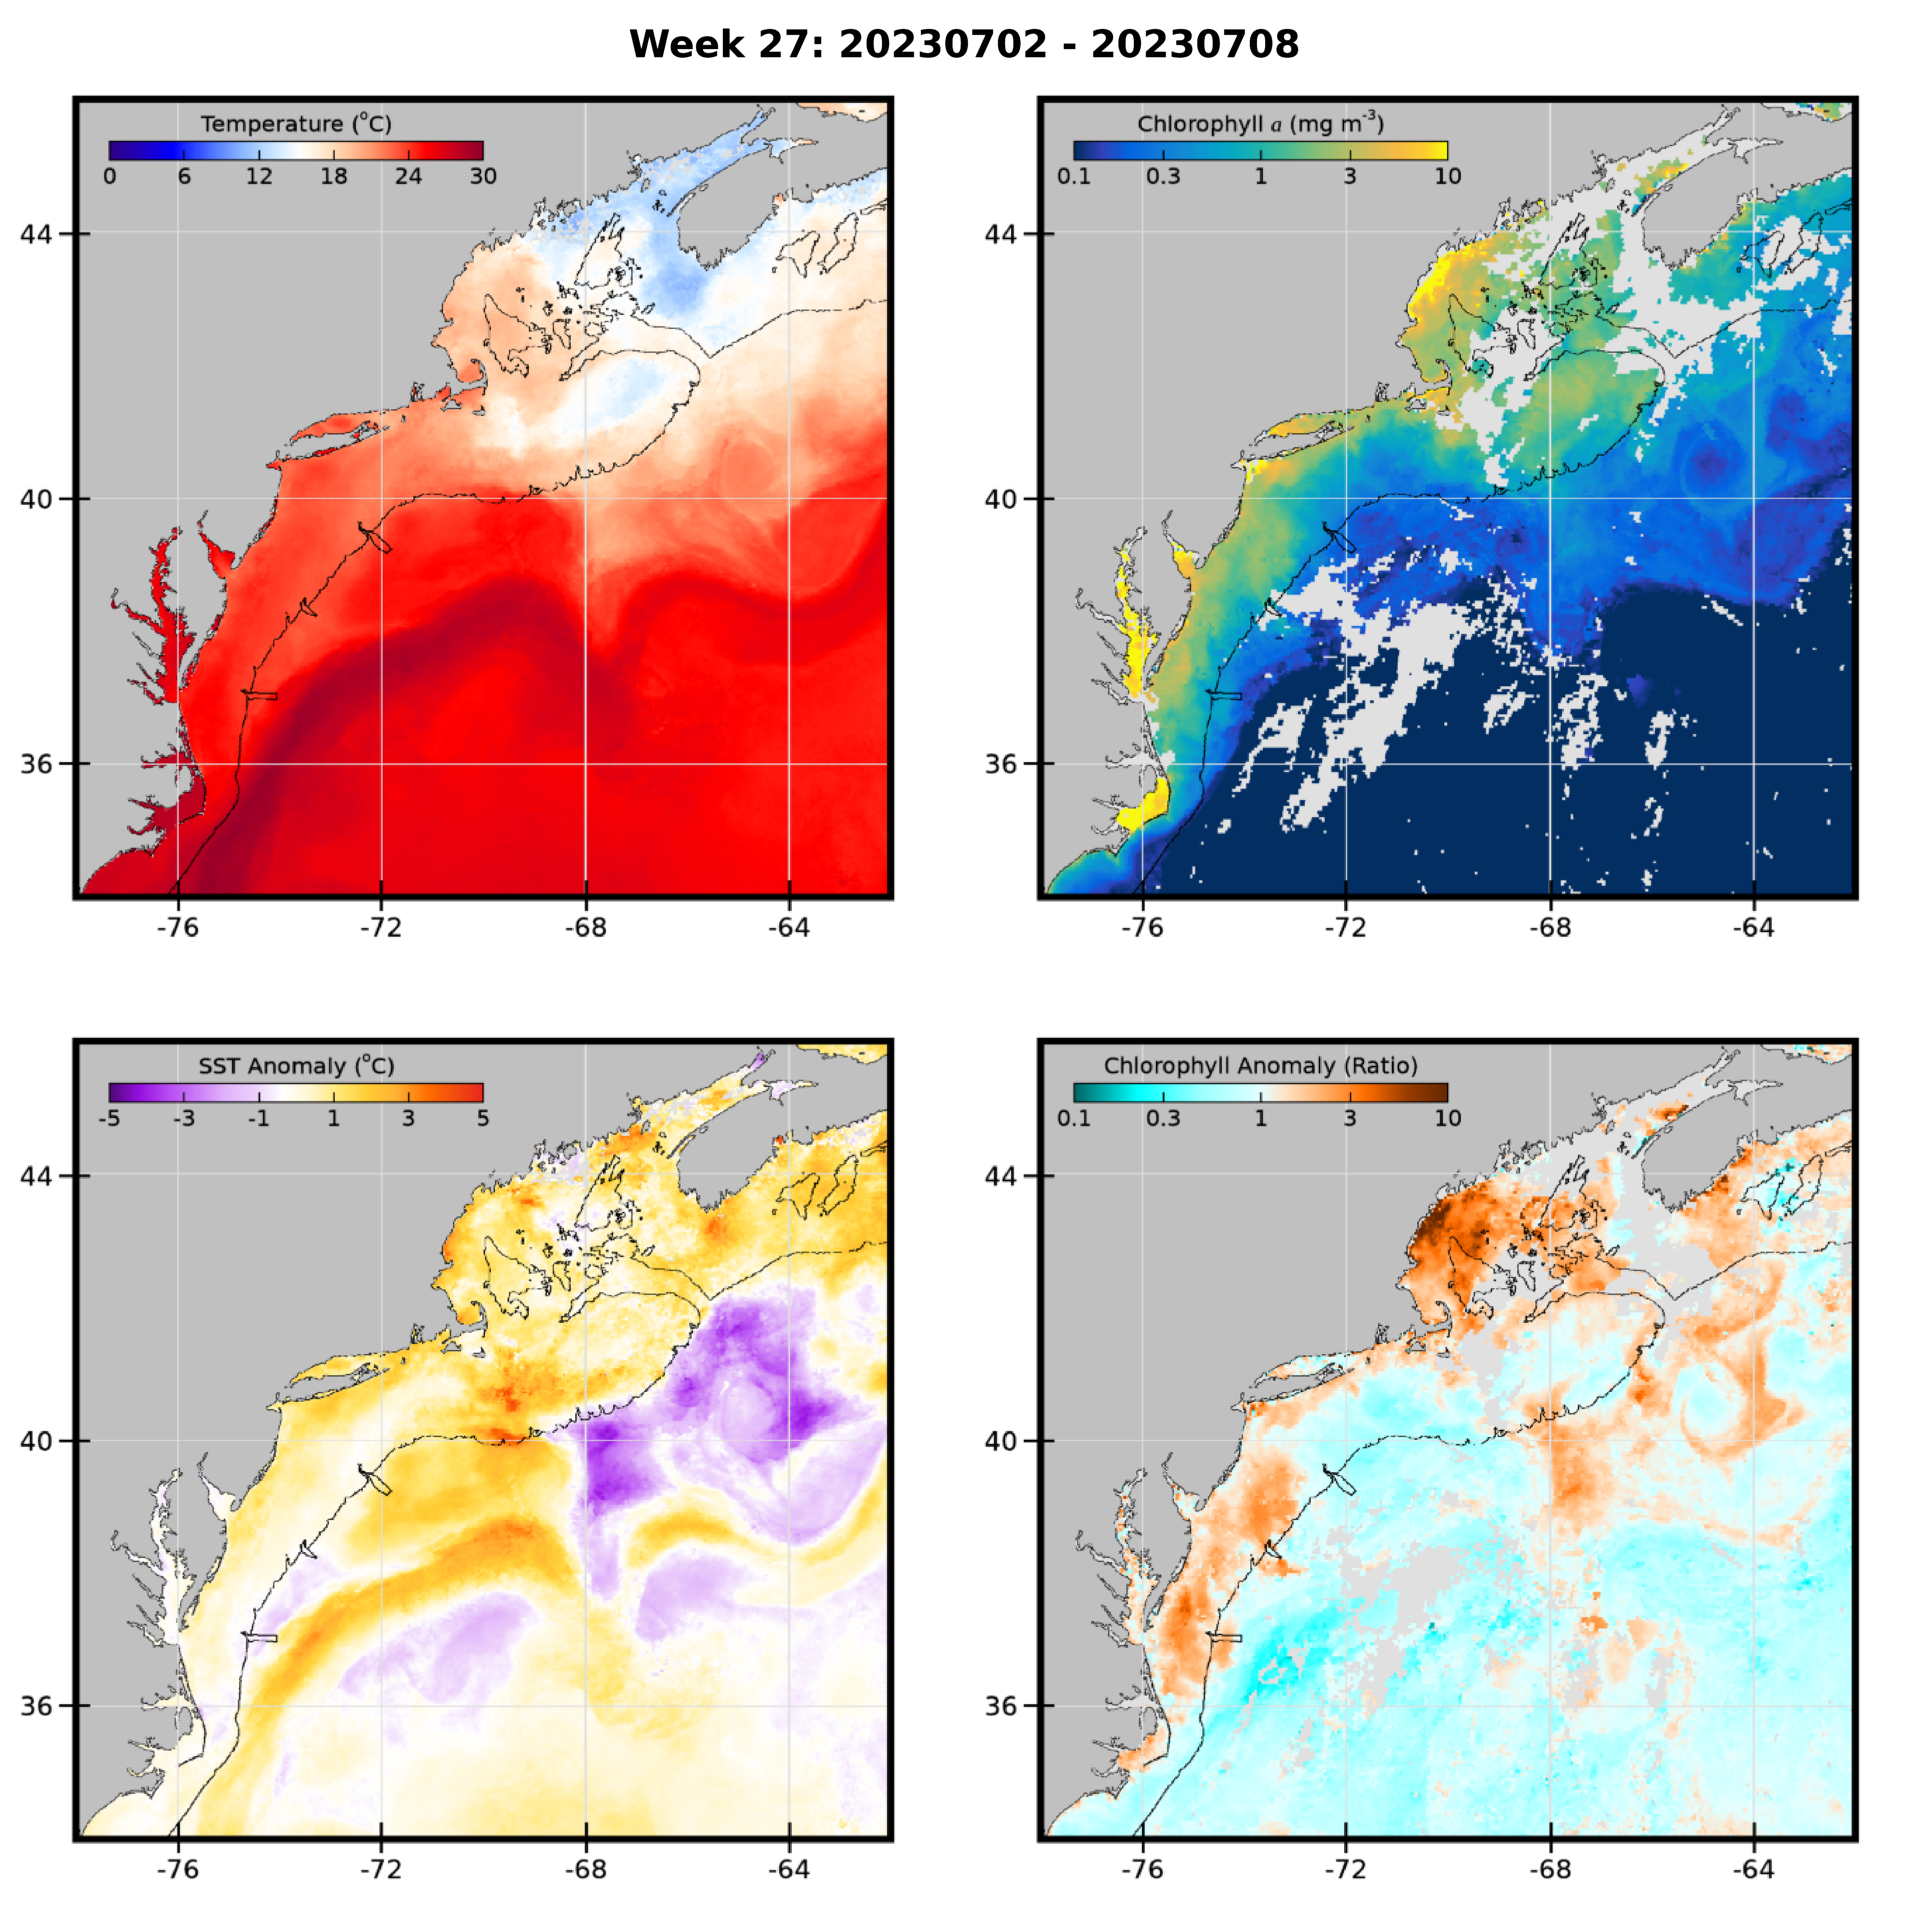 Week 27: 20230702 - 20230708
Temperature (°C)
0 6 12 18 24 30
44
40
36
-76 -72 -68 -64
Chlorophyll a (mg m⁻³)
0.1 0.3 1 3 10
44
40
36
-76 -72 -68 -64
SST Anomaly (°C)
-5 -3 -1 1 3 5
44
40
36
-76 -72 -68 -64
Chlorophyll Anomaly (Ratio)
0.1 0.3 1 3 10
44
40
36
-76 -72 -68 -64